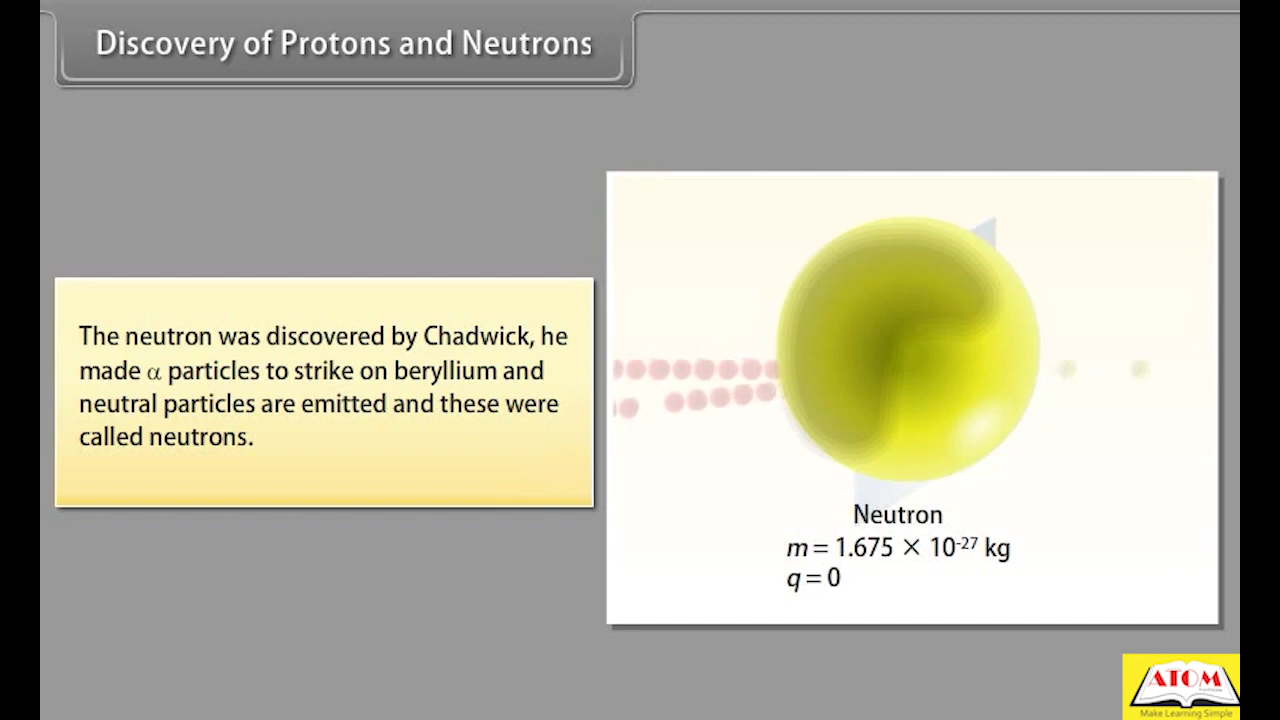 Discovery of Protons and Neutrons
The neutron was discovered by Chadwick, he
made α particles to strike on beryllium and
neutral particles are emitted and these were
called neutrons.
Neutron
m = 1.675 × 10⁻²⁷ kg
q = 0
ATOM
Make Learning Simple